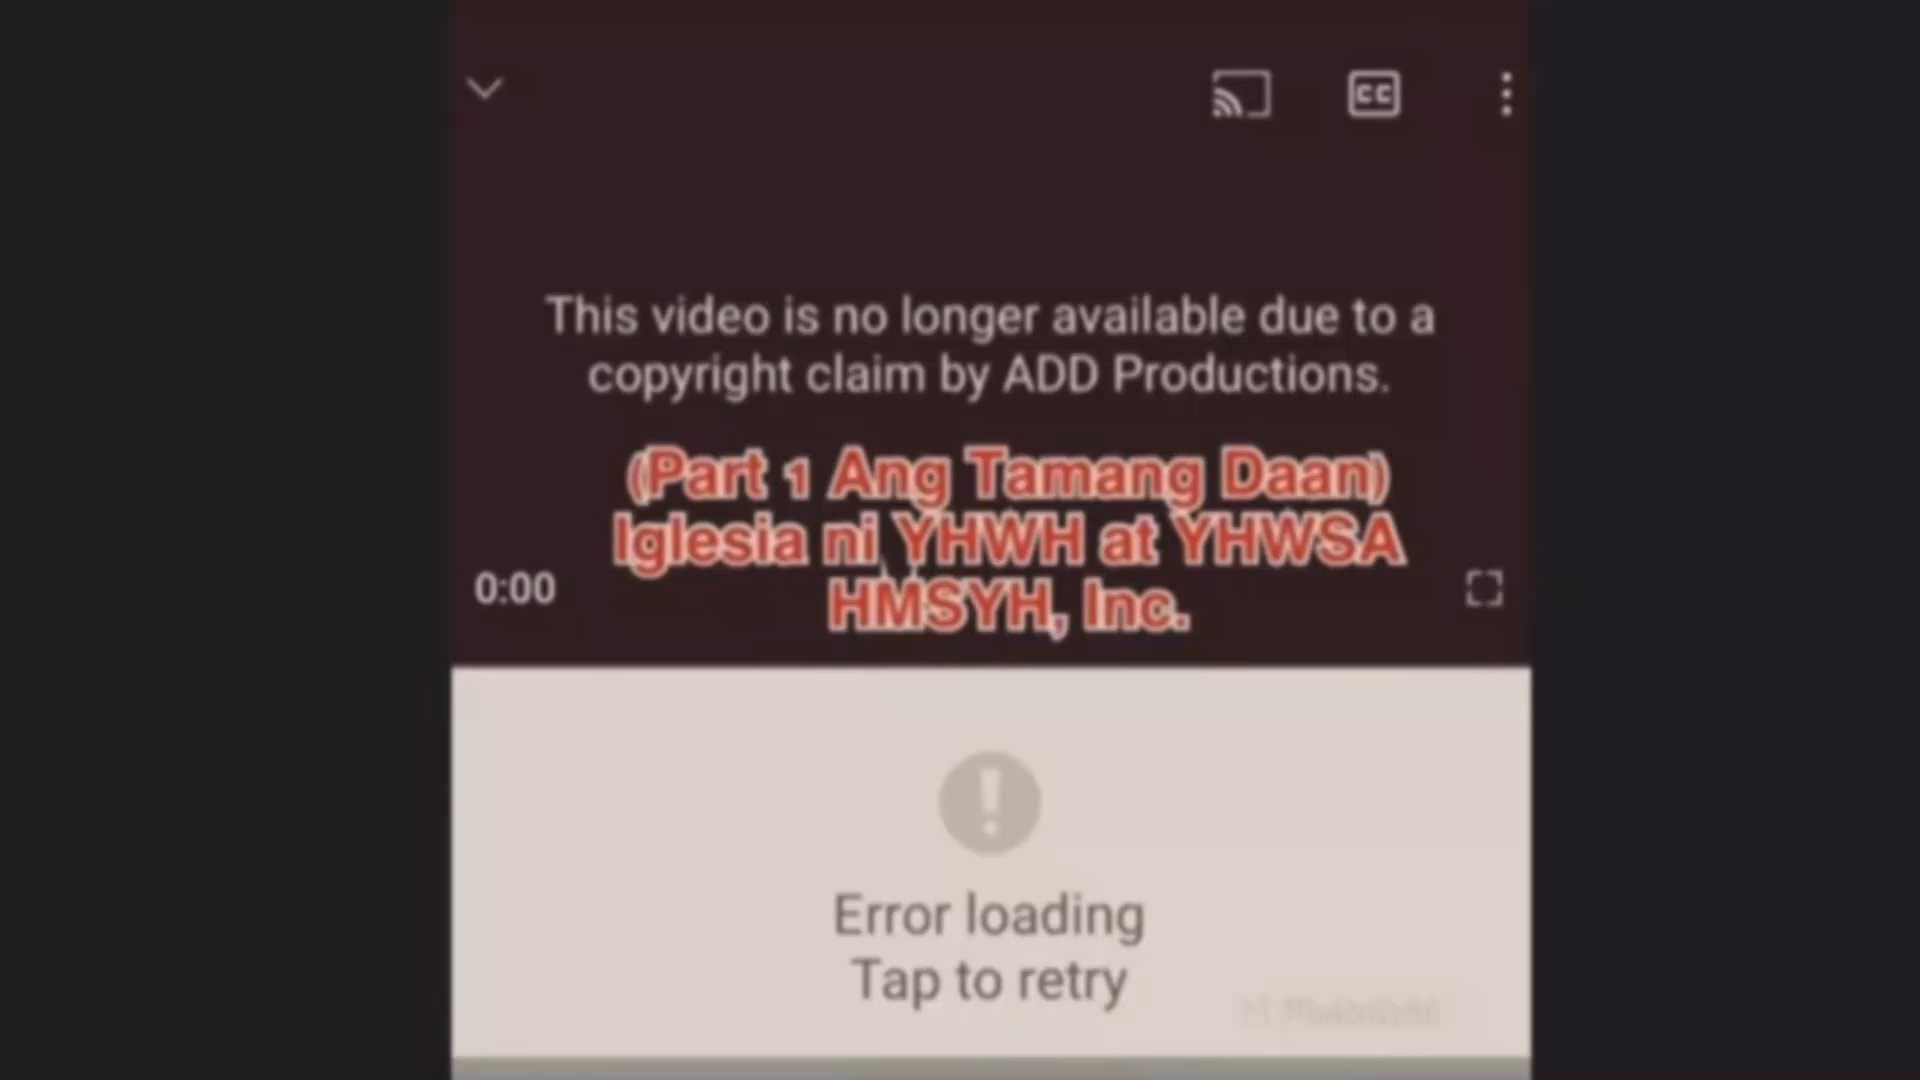 CC
This video is no longer available due to a
copyright claim by ADD Productions.
(Part 1 Ang Tamang Daan)
Iglesia ni YHWH at YHWSA
HMSYH, Inc.
0:00
Error loading
Tap to retry